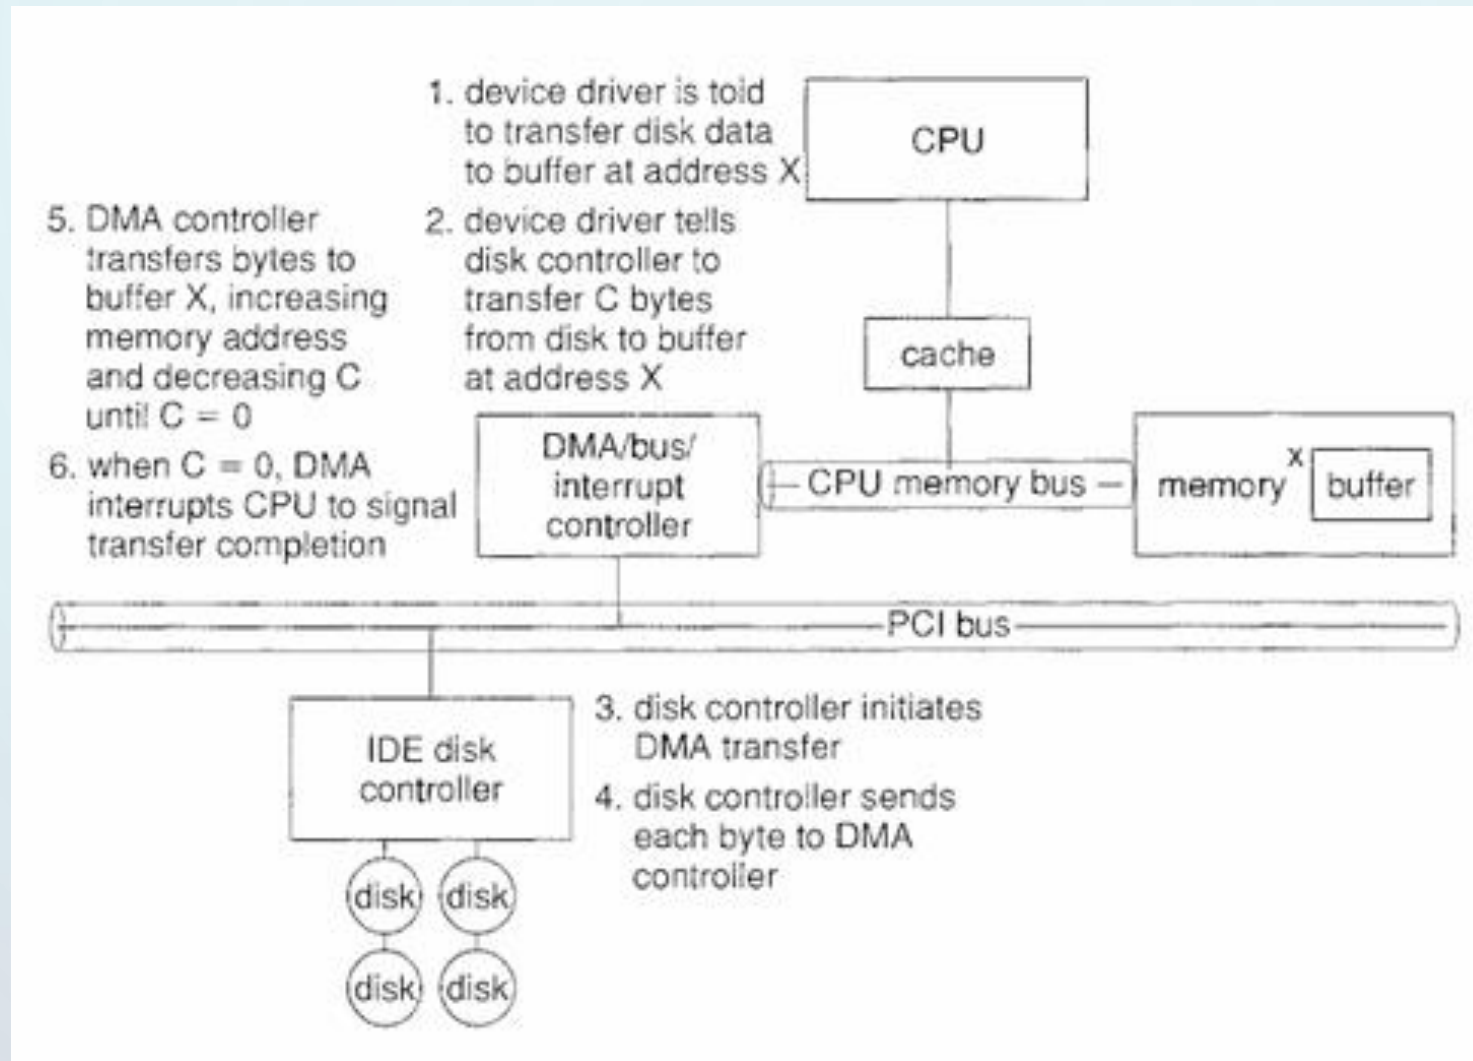 1. device driver is told
to transfer disk data
to buffer at address X
CPU
5. DMA controller
transfers bytes to
buffer X, increasing
memory address
and decreasing C
until C = 0
2. device driver tells
disk controller to
transfer C bytes
from disk to buffer
at address X
cache
6. when C = 0, DMA
interrupts CPU to signal
transfer completion
DMA/bus/
interrupt
controller
CPU memory bus
memory
X
buffer
PCI bus
IDE disk
controller
3. disk controller initiates
DMA transfer
4. disk controller sends
each byte to DMA
controller
disk
disk
disk
disk